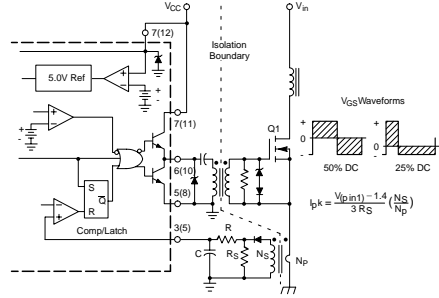 VCC
Vin
7(12)
Isolation
Boundary
5.0V Ref
+
-
VGS Waveforms
+
-
7(11)
Q1
+
0
-
+
0
-
50% DC
25% DC
6(10)
S
Q
R
5(8)
Ipk = V(pin1) − 1.4 / 3 RS (NS / NP)
+
-
Comp/Latch
3(5)
R
C
RS
NS
NP